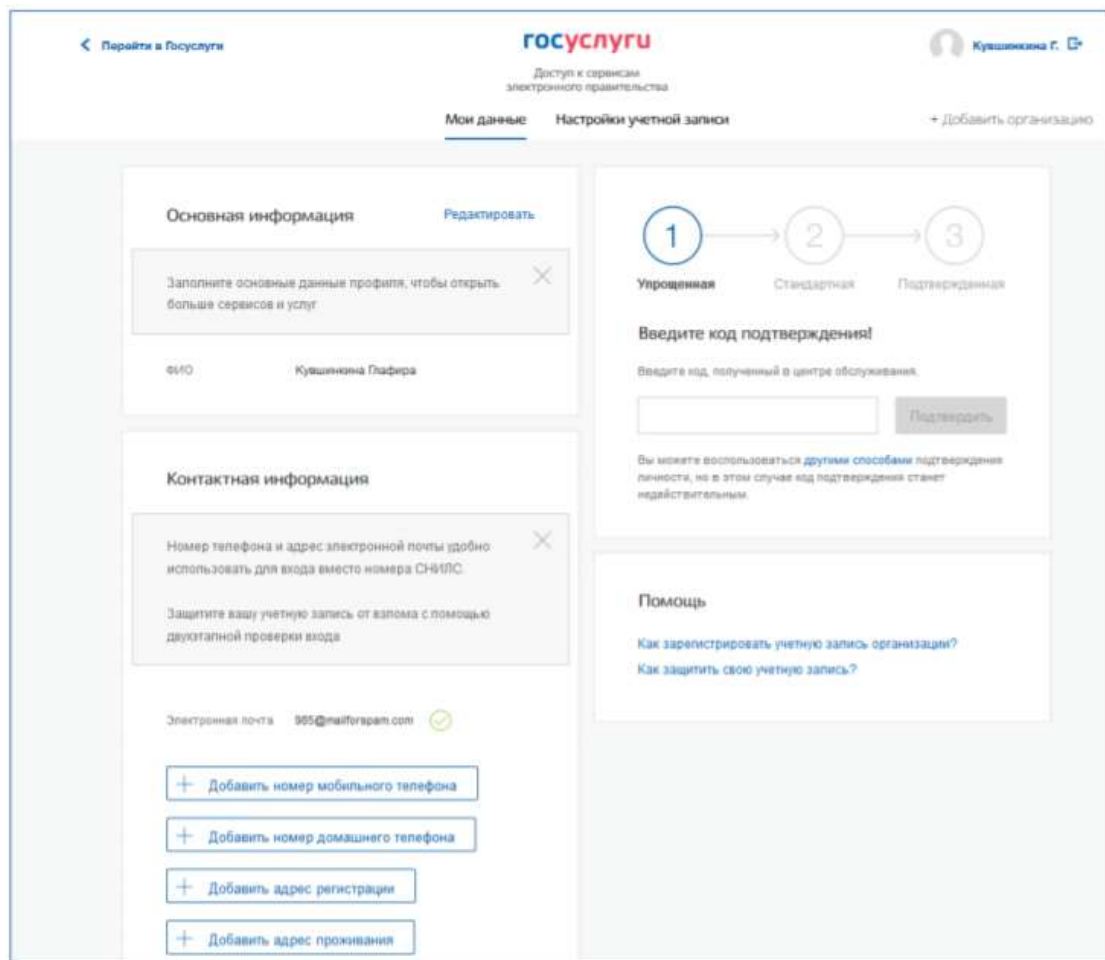 Перейти в Госуслуги
госуслуги
Кувшинкина Г.
Доступ к сервисам
электронного правительства
Мои данные
Настройки учетной записи
+ Добавить организацию
Основная информация
Редактировать
Заполните основные данные профиля, чтобы открыть
больше сервисов и услуг
ФИО
Кувшинкина Глафира
Контактная информация
Номер телефона и адрес электронной почты удобно
использовать для входа вместо номера СНИЛС.
Защитите вашу учетную запись от взлома с помощью
двухэтапной проверки входа
Электронная почта
985@mailforspam.com
+ Добавить номер мобильного телефона
+ Добавить номер домашнего телефона
+ Добавить адрес регистрации
+ Добавить адрес проживания
1
2
3
Упрощенная
Стандартная
Подтвержденная
Введите код подтверждения!
Введите код, полученный в центре обслуживания.
Подтвердить
Вы можете воспользоваться другими способами подтверждения
личности, но в этом случае код подтверждения станет
недействительным.
Помощь
Как зарегистрировать учетную запись организации?
Как защитить свою учетную запись?